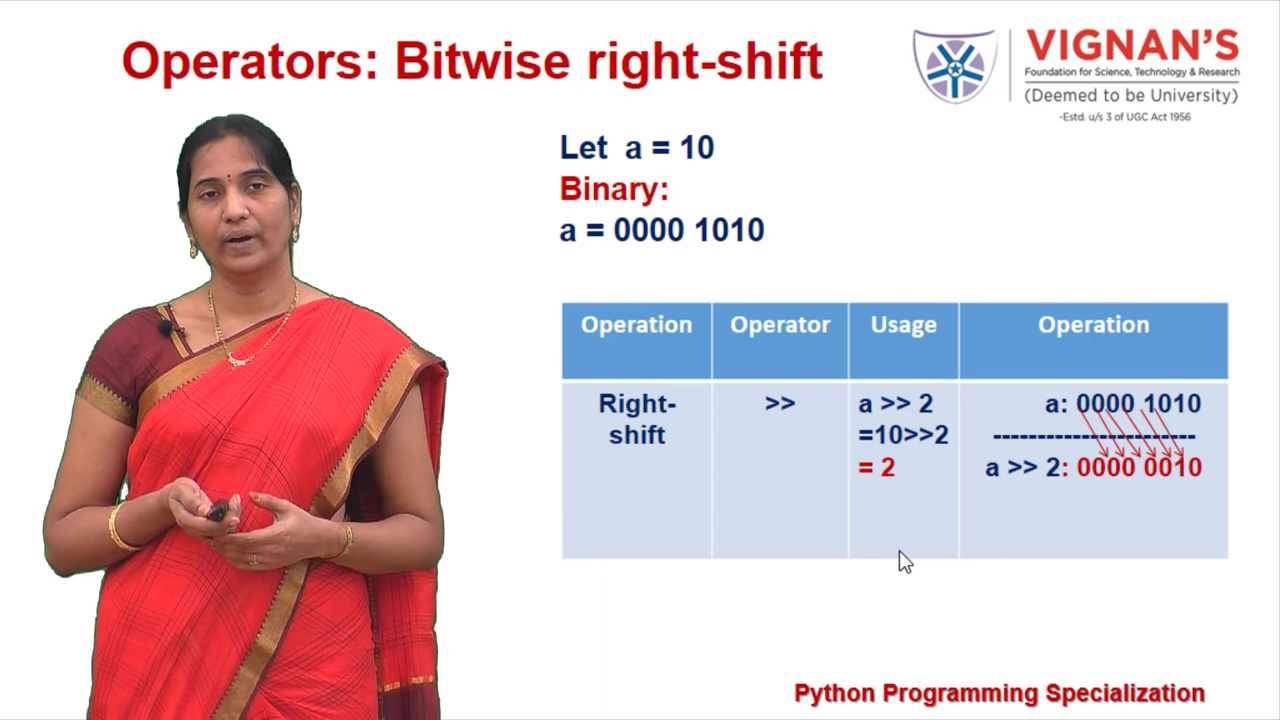 Operators: Bitwise right-shift
VIGNAN'S
Foundation for Science, Technology & Research
(Deemed to be University)
-Estd. u/s 3 of UGC Act 1956
Let a = 10
Binary:
a = 0000 1010
Operation Operator Usage Operation
Right- >> a >> 2 a: 0000 1010
shift =10>>2 -----------------------
= 2 a >> 2: 0000 0010
Python Programming Specialization